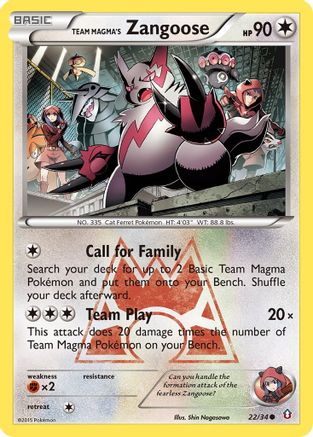 BASIC
TEAM MAGMA'S Zangoose HP 90
NO. 335 Cat Ferret Pokémon HT: 4'03" WT: 88.8 lbs.
Call for Family
Search your deck for up to 2 Basic Team Magma
Pokémon and put them onto your Bench. Shuffle
your deck afterward.
Team Play 20×
This attack does 20 damage times the number of
Team Magma Pokémon on your Bench.
weakness resistance
×2
retreat
Can you handle the
formation attack of the
fearless Zangoose?
©2015 Pokémon
Illus. Shin Nagasawa
22/34